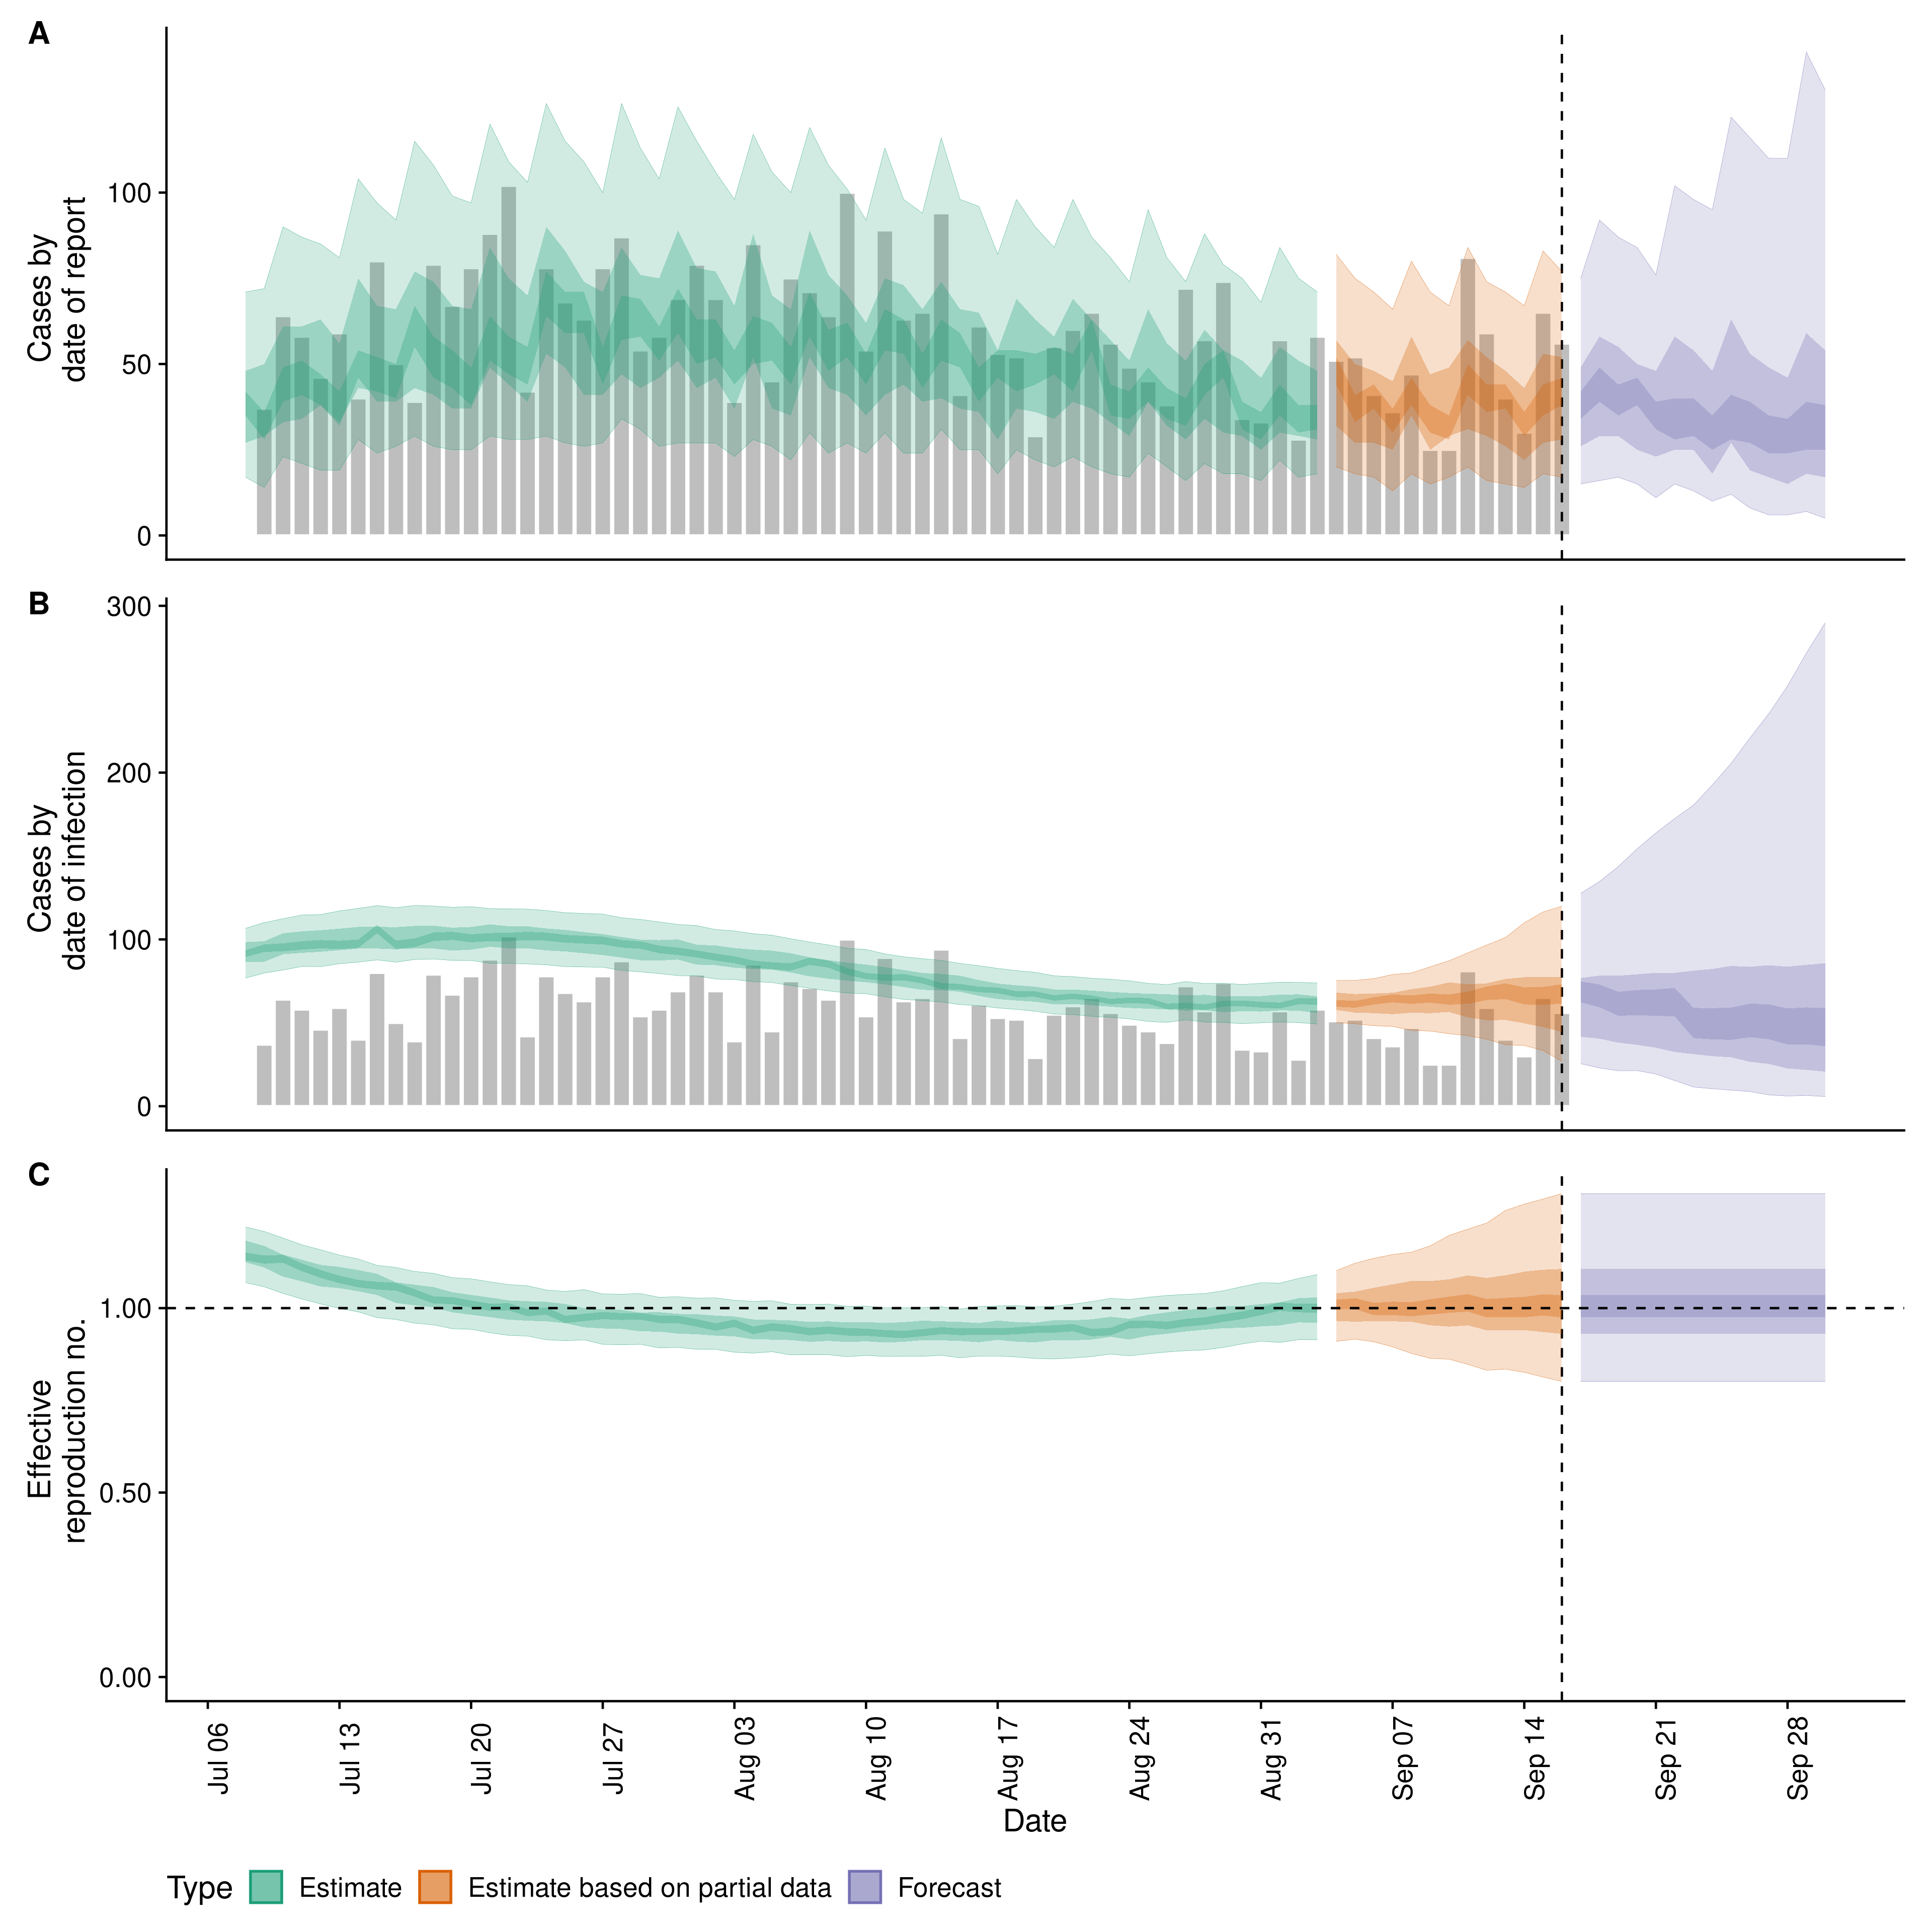 A
Cases by
date of report
100
50
0
B
Cases by
date of infection
300
200
100
0
C
Effective
reproduction no.
1.00
0.50
0.00
Jul 06
Jul 13
Jul 20
Jul 27
Aug 03
Aug 10
Aug 17
Aug 24
Aug 31
Sep 07
Sep 14
Sep 21
Sep 28
Date
Type Estimate Estimate based on partial data Forecast